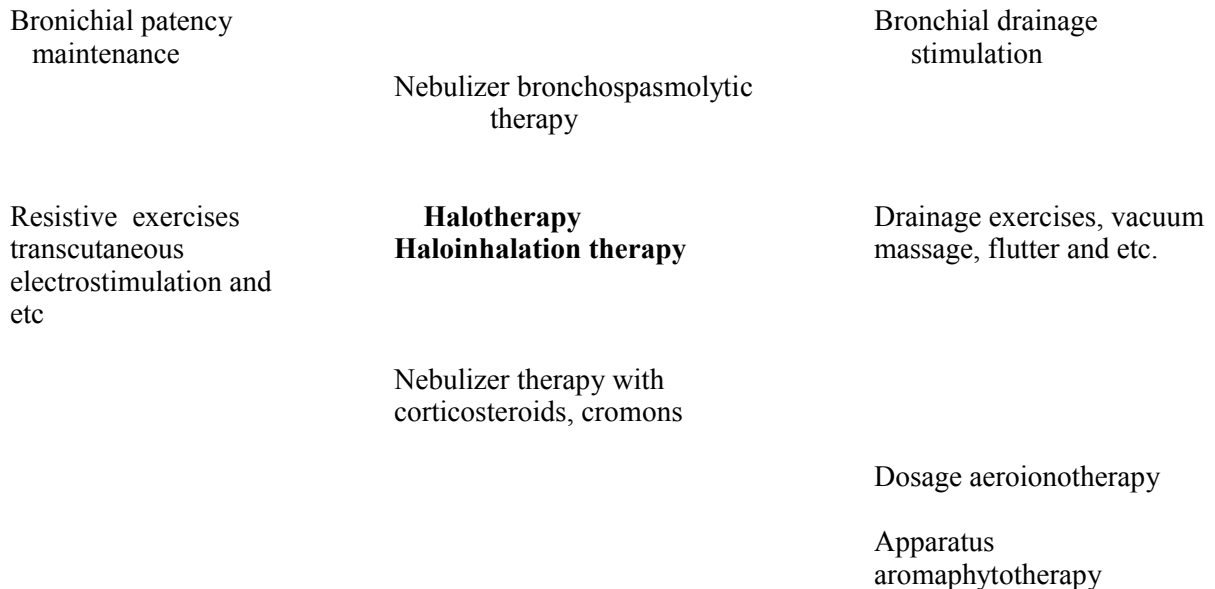 Bronichial patency
maintenance
Bronchial drainage
stimulation
Nebulizer bronchospasmolytic
therapy
Resistive exercises
transcutaneous
electrostimulation and
etc
Halotherapy
Haloinhalation therapy
Drainage exercises, vacuum
massage, flutter and etc.
Nebulizer therapy with
corticosteroids, cromons
Dosage aeroionotherapy
Apparatus
aromaphytotherapy